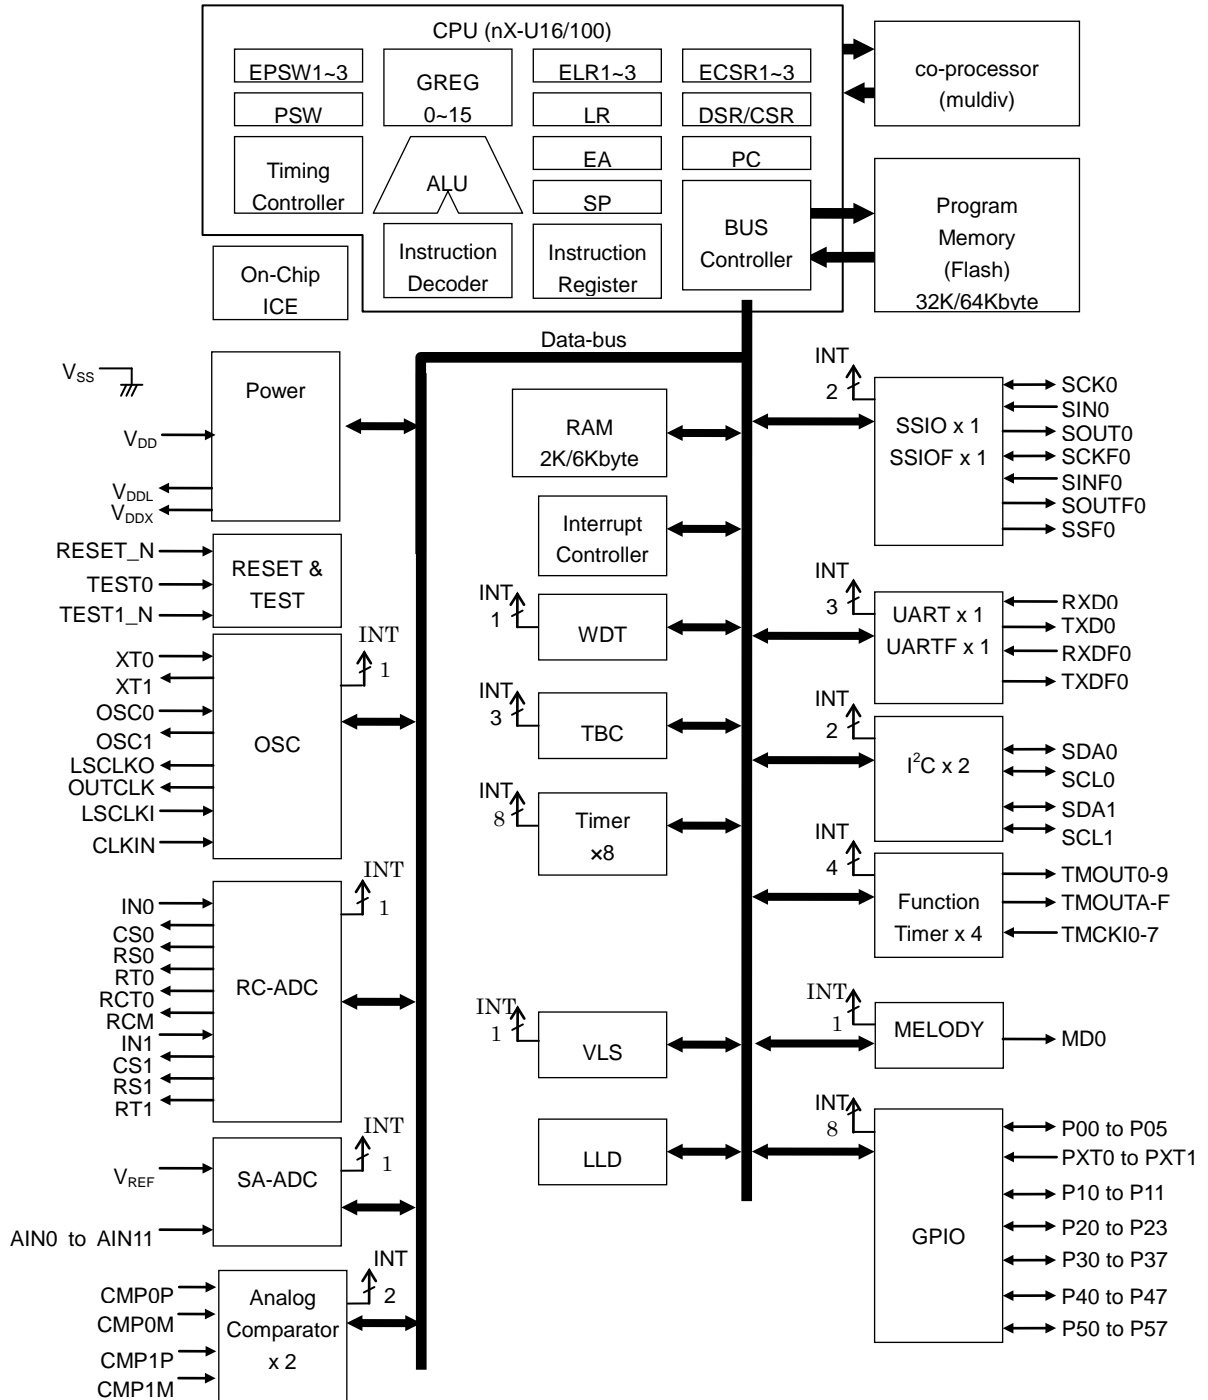 CPU (nX-U16/100)
EPSW1~3
GREG
0~15
ELR1~3
ECSR1~3
PSW
LR
DSR/CSR
Timing
Controller
ALU
EA
PC
SP
BUS
Controller
Instruction
Decoder
Instruction
Register
On-Chip
ICE
co-processor
(muldiv)
Program
Memory
(Flash)
32K/64Kbyte
Data-bus
VSS
Power
VDD
VDDL
VDDX
RESET_N
TEST0
TEST1_N
RESET &
TEST
XT0
XT1
OSC0
OSC1
LSCLKO
OUTCLK
LSCLKI
CLKIN
OSC
INT
1
IN0
CS0
RS0
RT0
RCT0
RCM
IN1
CS1
RS1
RT1
RC-ADC
INT
1
VREF
AIN0 to AIN11
SA-ADC
INT
1
CMP0P
CMP0M
CMP1P
CMP1M
Analog
Comparator
x 2
INT
2
RAM
2K/6Kbyte
Interrupt
Controller
INT
1
WDT
INT
3
TBC
INT
8
Timer
×8
INT
1
VLS
LLD
INT
2
SSIO x 1
SSIOF x 1
SCK0
SIN0
SOUT0
SCKF0
SINF0
SOUTF0
SSF0
INT
3
UART x 1
UARTF x 1
RXD0
TXD0
RXDF0
TXDF0
INT
2
I2C x 2
SDA0
SCL0
SDA1
SCL1
INT
4
Function
Timer x 4
TMOUT0-9
TMOUTA-F
TMCKI0-7
INT
1
MELODY
MD0
INT
8
GPIO
P00 to P05
PXT0 to PXT1
P10 to P11
P20 to P23
P30 to P37
P40 to P47
P50 to P57